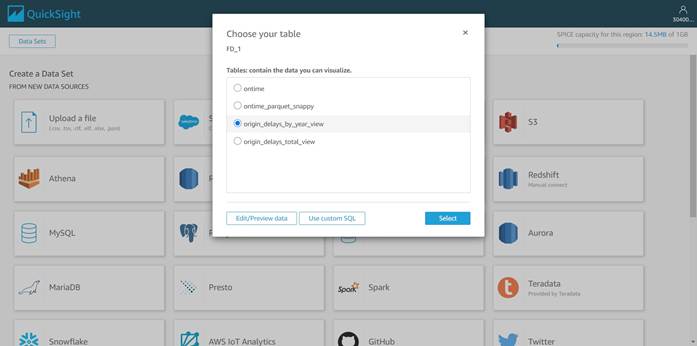 QuickSight
30400...
Data Sets
SPICE capacity for this region: 14.5MB of 1GB
Create a Data Set
FROM NEW DATA SOURCES
Choose your table
FD_1
Tables: contain the data you can visualize.
ontime
ontime_parquet_snappy
origin_delays_by_year_view
origin_delays_total_view
Edit/Preview data
Use custom SQL
Select
Upload a file
(.csv, .tsv, .clf, .elf, .xlsx, .json)
S3
Athena
Redshift
Manual connect
MySQL
Aurora
MariaDB
Presto
Spark
Spark
Teradata
Provided by Teradata
Snowflake
AWS IoT Analytics
GitHub
Twitter